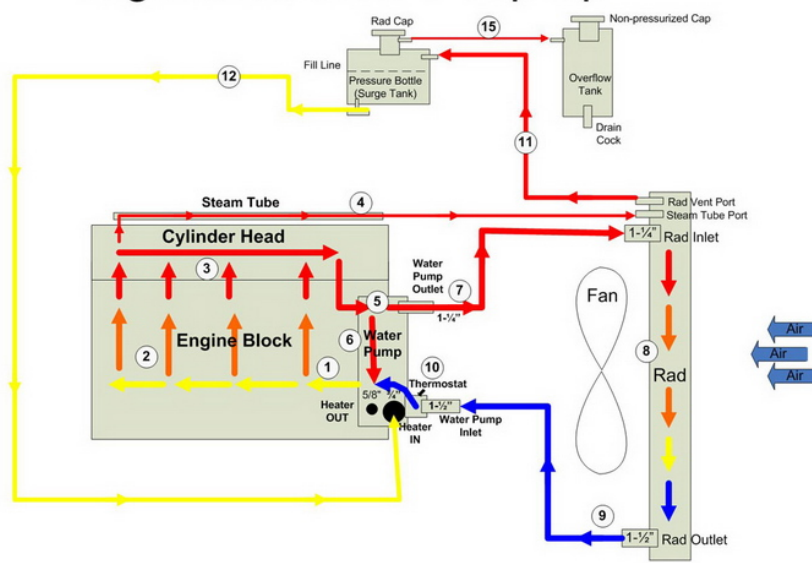 Rad Cap
15
Non-pressurized Cap
Fill Line
12
Pressure Bottle
(Surge Tank)
Overflow
Tank
Drain
Cock
11
Steam Tube
4
Rad Vent Port
Steam Tube Port
Cylinder Head
1-¼"
Rad Inlet
3
Water
Pump
Outlet
7
5
1-¼"
Fan
Engine Block
6
Water
Pump
2
1
10
8
Air
Air
Air
Rad
Thermostat
5/8"
¾"
1-½"
Heater
OUT
Heater
IN
Water Pump
Inlet
9
1-½"
Rad Outlet